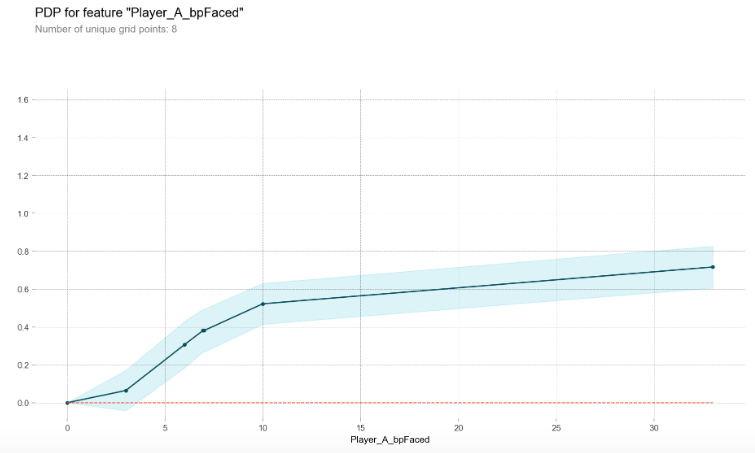 PDP for feature "Player_A_bpFaced"
Number of unique grid points: 8
1.6
1.4
1.2
1.0
0.8
0.6
0.4
0.2
0.0
0 5 10 15 20 25 30
Player_A_bpFaced